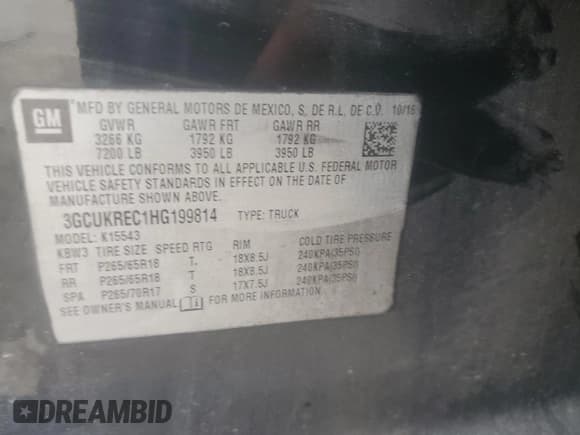 GM
MFD BY GENERAL MOTORS DE MEXICO, S. DE R.L. DE C.V. 10/16
GVWR GAWR FRT GAWR RR
3266 KG 1792 KG 1792 KG
7200 LB 3950 LB 3950 LB
THIS VEHICLE CONFORMS TO ALL APPLICABLE U.S. FEDERAL MOTOR
VEHICLE SAFETY STANDARDS IN EFFECT ON THE DATE OF
MANUFACTURE SHOWN ABOVE.
3GCUKREC1HG199814 TYPE: TRUCK
MODEL: K15543
KBW3 TIRE SIZE SPEED RTG RIM COLD TIRE PRESSURE
FRT P265/65R18 T 18X8.5J 240KPA(35PSI)
RR P265/65R18 T 18X8.5J 240KPA(35PSI)
SPA P265/70R17 S 17X7.5J 240KPA(35PSI)
SEE OWNER'S MANUAL FOR MORE INFORMATION
DREAMBID